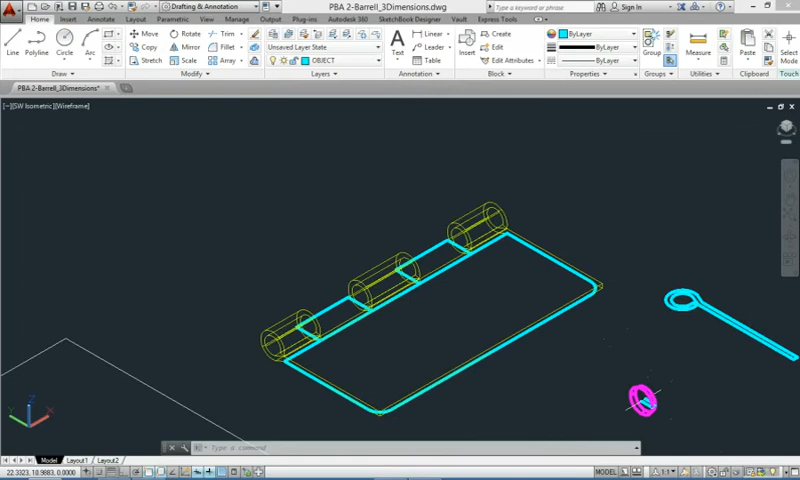 Drafting & Annotation
PBA 2-Barrell_3Dimensions.dwg
Type a keyword or phrase
Sign In
Home Insert Annotate Layout Parametric View Manage Output Plug-ins Autodesk 360 SketchBook Designer Vault Express Tools
Line Polyline Circle Arc
Move Rotate Trim
Copy Mirror Fillet
Stretch Scale Array
Unsaved Layer State
OBJECT
Text
Linear
Leader
Table
Insert
Create
Edit
Edit Attributes
ByLayer
ByLayer
ByLayer
Group
Measure
Paste
Select
Mode
Draw Modify Layers Annotation Block Properties Groups Utilities Clipboard Touch
PBA 2-Barrell_3Dimensions*
[−][SW Isometric][Wireframe]
Z
Y X
Type a command
Model Layout1 Layout2
22.3323, 10.9883, 0.0000
MODEL
1:1